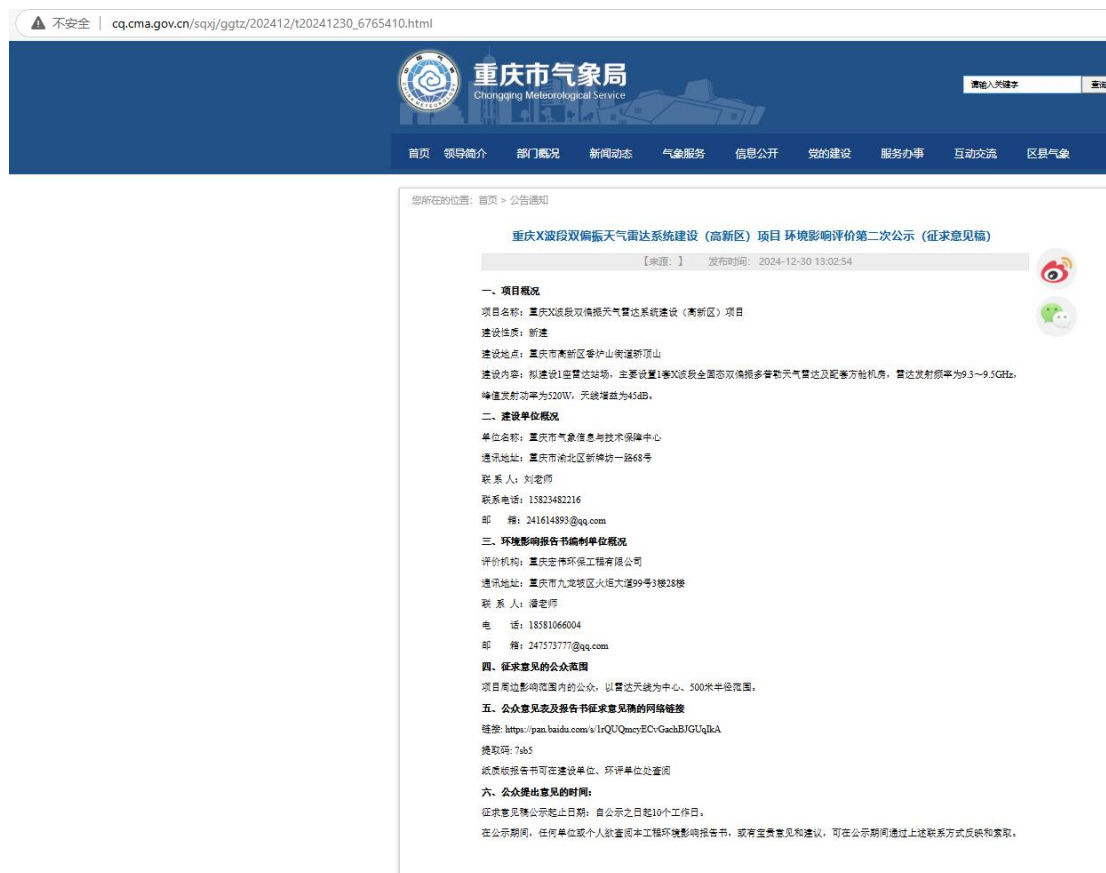 不安全 | cq.cma.gov.cn/sqxj/ggtz/202412/t20241230_6765410.html
重庆市气象局
Chongqing Meteorological Service
请输入关键字 查询
首页 领导简介 部门概况 新闻动态 气象服务 信息公开 党的建设 服务办事 互动交流 区县气象
您所在的位置：首页 > 公告通知
重庆X波段双偏振天气雷达系统建设（高新区）项目 环境影响评价第二次公示（征求意见稿）
【来源：】 发布时间： 2024-12-30 13:02:54
一、项目概况
项目名称：重庆X波段双偏振天气雷达系统建设（高新区）项目
建设性质：新建
建设地点：重庆市高新区香炉山街道轿顶山
建设内容：拟建设1座雷达站场，主要设置1套X波段全固态双偏振多普勒天气雷达及配套方舱机房，雷达发射频率为9.3～9.5GHz，
峰值发射功率为520W，天线增益为45dB。
二、建设单位概况
单位名称：重庆市气象信息与技术保障中心
通讯地址：重庆市渝北区新牌坊一路68号
联 系 人：刘老师
联系电话：15823482216
邮 箱：241614893@qq.com
三、环境影响报告书编制单位概况
评价机构：重庆宏伟环保工程有限公司
通讯地址：重庆市九龙坡区火炬大道99号3楼28楼
联 系 人：潘老师
电 话：18581066004
邮 箱：247573777@qq.com
四、征求意见的公众范围
项目周边影响范围内的公众，以雷达天线为中心、500米半径范围。
五、公众意见表及报告书征求意见稿的网络链接
链接: https://pan.baidu.com/s/1rQUQmcyECvGachBJGUqIkA
提取码: 7sb5
纸质版报告书可在建设单位、环评单位处查阅
六、公众提出意见的时间：
征求意见稿公示起止日期：自公示之日起10个工作日。
在公示期间，任何单位或个人欲查阅本工程环境影响报告书，或有宝贵意见和建议，可在公示期间通过上述联系方式反映和索取。